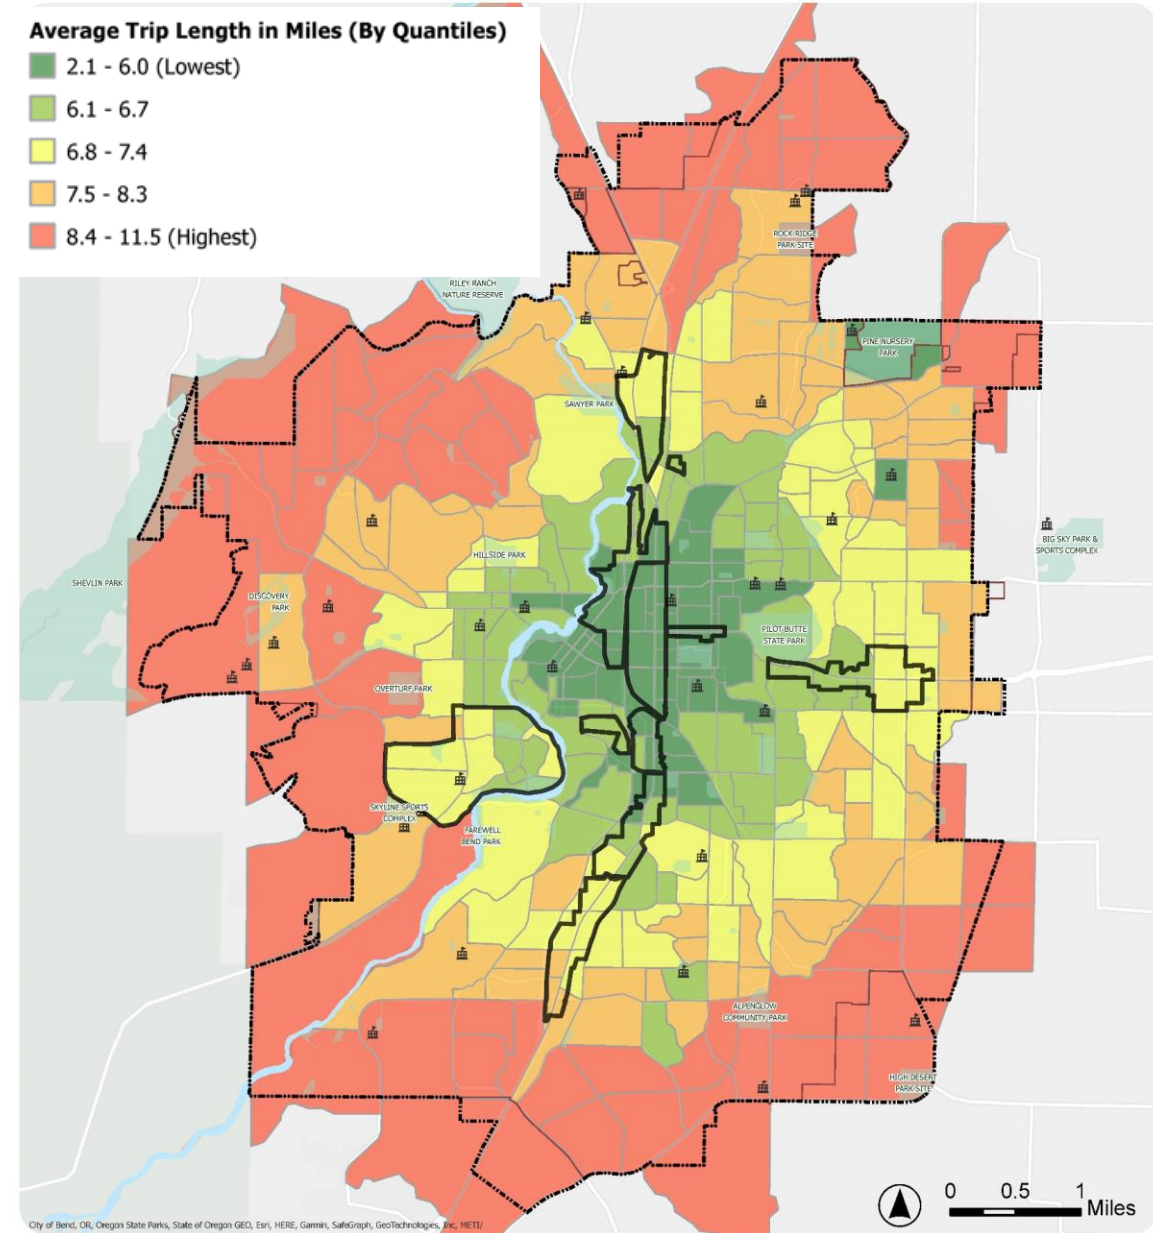 Average Trip Length in Miles (By Quantiles)
2.1 - 6.0 (Lowest)
6.1 - 6.7
6.8 - 7.4
7.5 - 8.3
8.4 - 11.5 (Highest)
ROCK RIDGE
PARK SITE
RILEY RANCH
NATURE RESERVE
PINE NURSERY
PARK
SAWYER PARK
BIG SKY PARK &
SPORTS COMPLEX
HILLSIDE PARK
SHEVLIN PARK
DISCOVERY
PARK
PILOT BUTTE
STATE PARK
OVERTURF PARK
SKYLINE SPORTS
COMPLEX
FAREWELL
BEND PARK
ALPENGLOW
COMMUNITY PARK
HIGH DESERT
PARK SITE
0 0.5 1
Miles
City of Bend, OR, Oregon State Parks, State of Oregon GEO, Esri, HERE, Garmin, SafeGraph, GeoTechnologies, Inc, METI/